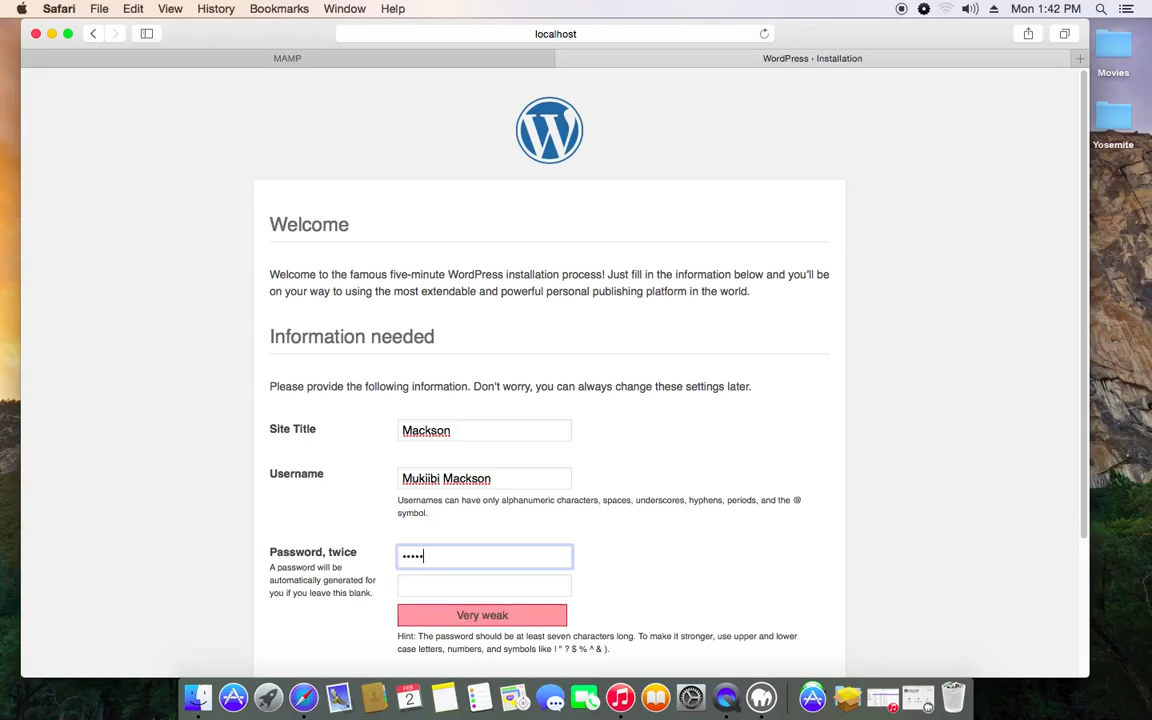 Safari File Edit View History Bookmarks Window Help Mon 1:42 PM
localhost
MAMP WordPress › Installation
Movies
Yosemite
Welcome
Welcome to the famous five-minute WordPress installation process! Just fill in the information below and you'll be
on your way to using the most extendable and powerful personal publishing platform in the world.
Information needed
Please provide the following information. Don't worry, you can always change these settings later.
Site Title Mackson
Username Mukiibi Mackson
Usernames can have only alphanumeric characters, spaces, underscores, hyphens, periods, and the @
symbol.
Password, twice •••••
A password will be
automatically generated for
you if you leave this blank.
Very weak
Hint: The password should be at least seven characters long. To make it stronger, use upper and lower
case letters, numbers, and symbols like ! " ? $ % ^ & ).
FEB
2